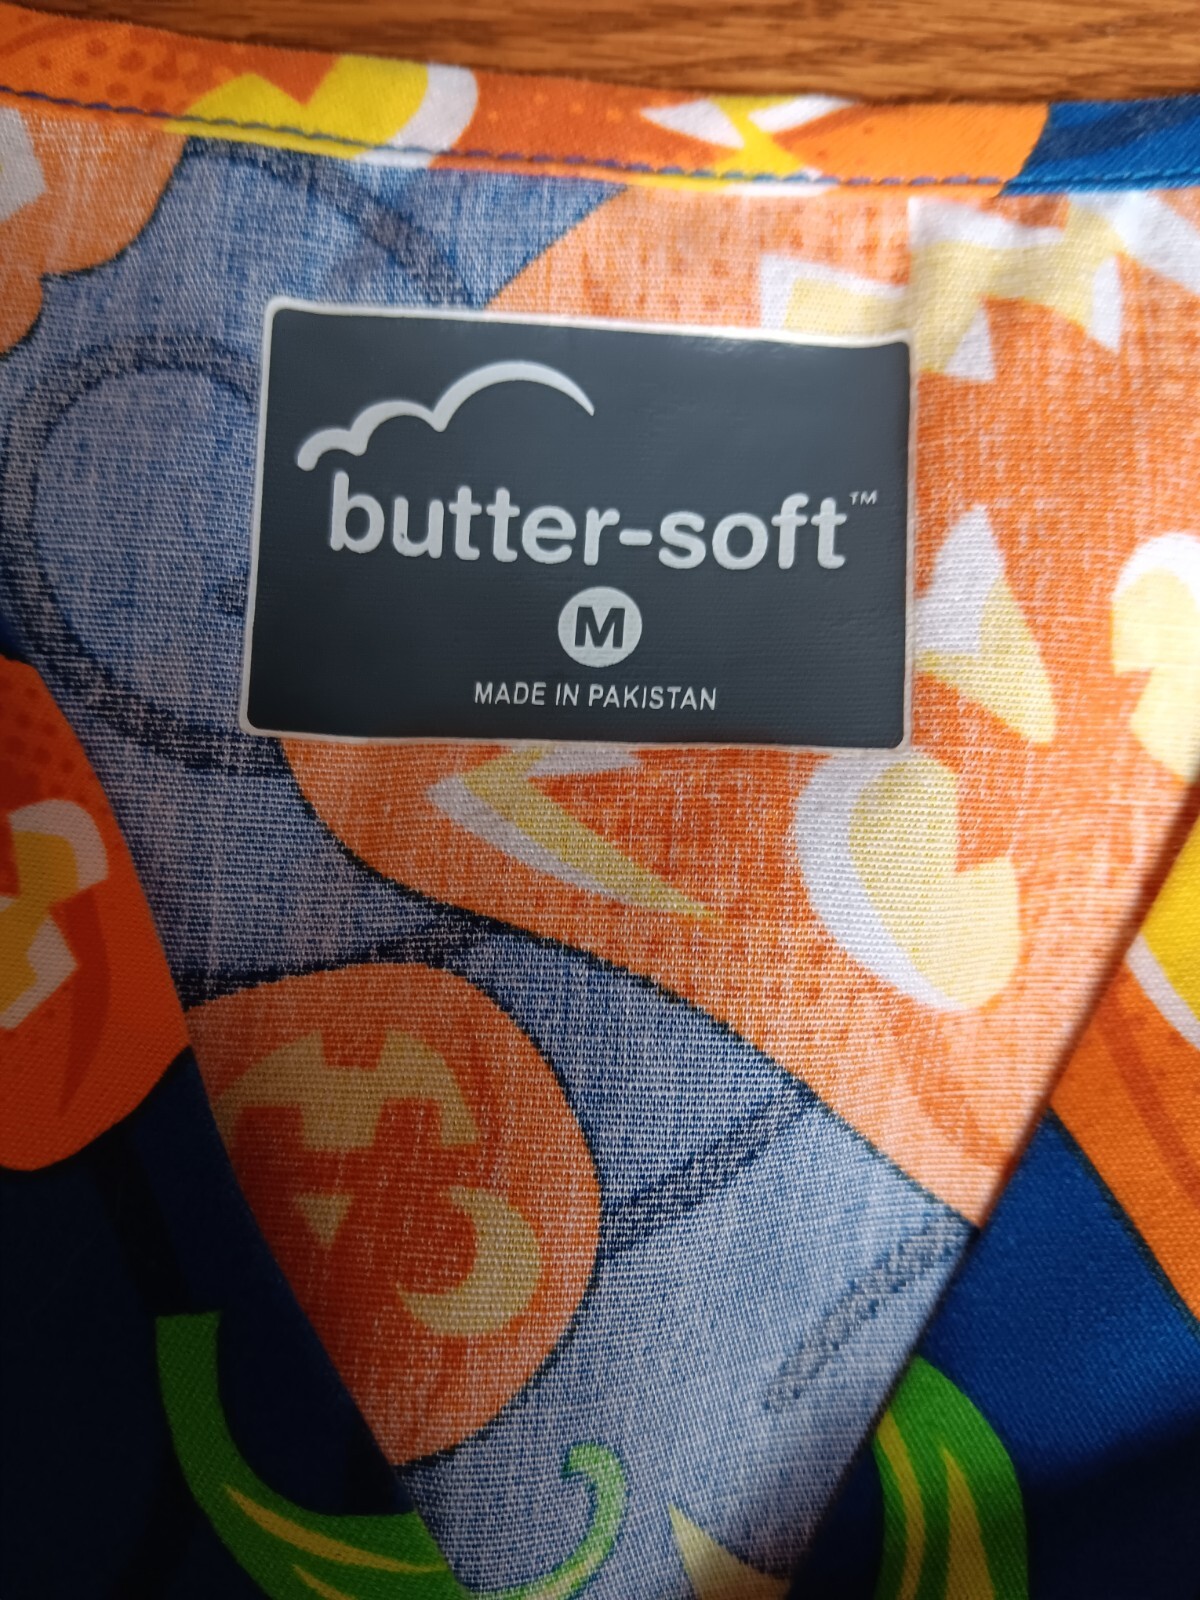 butter-soft™
M
MADE IN PAKISTAN